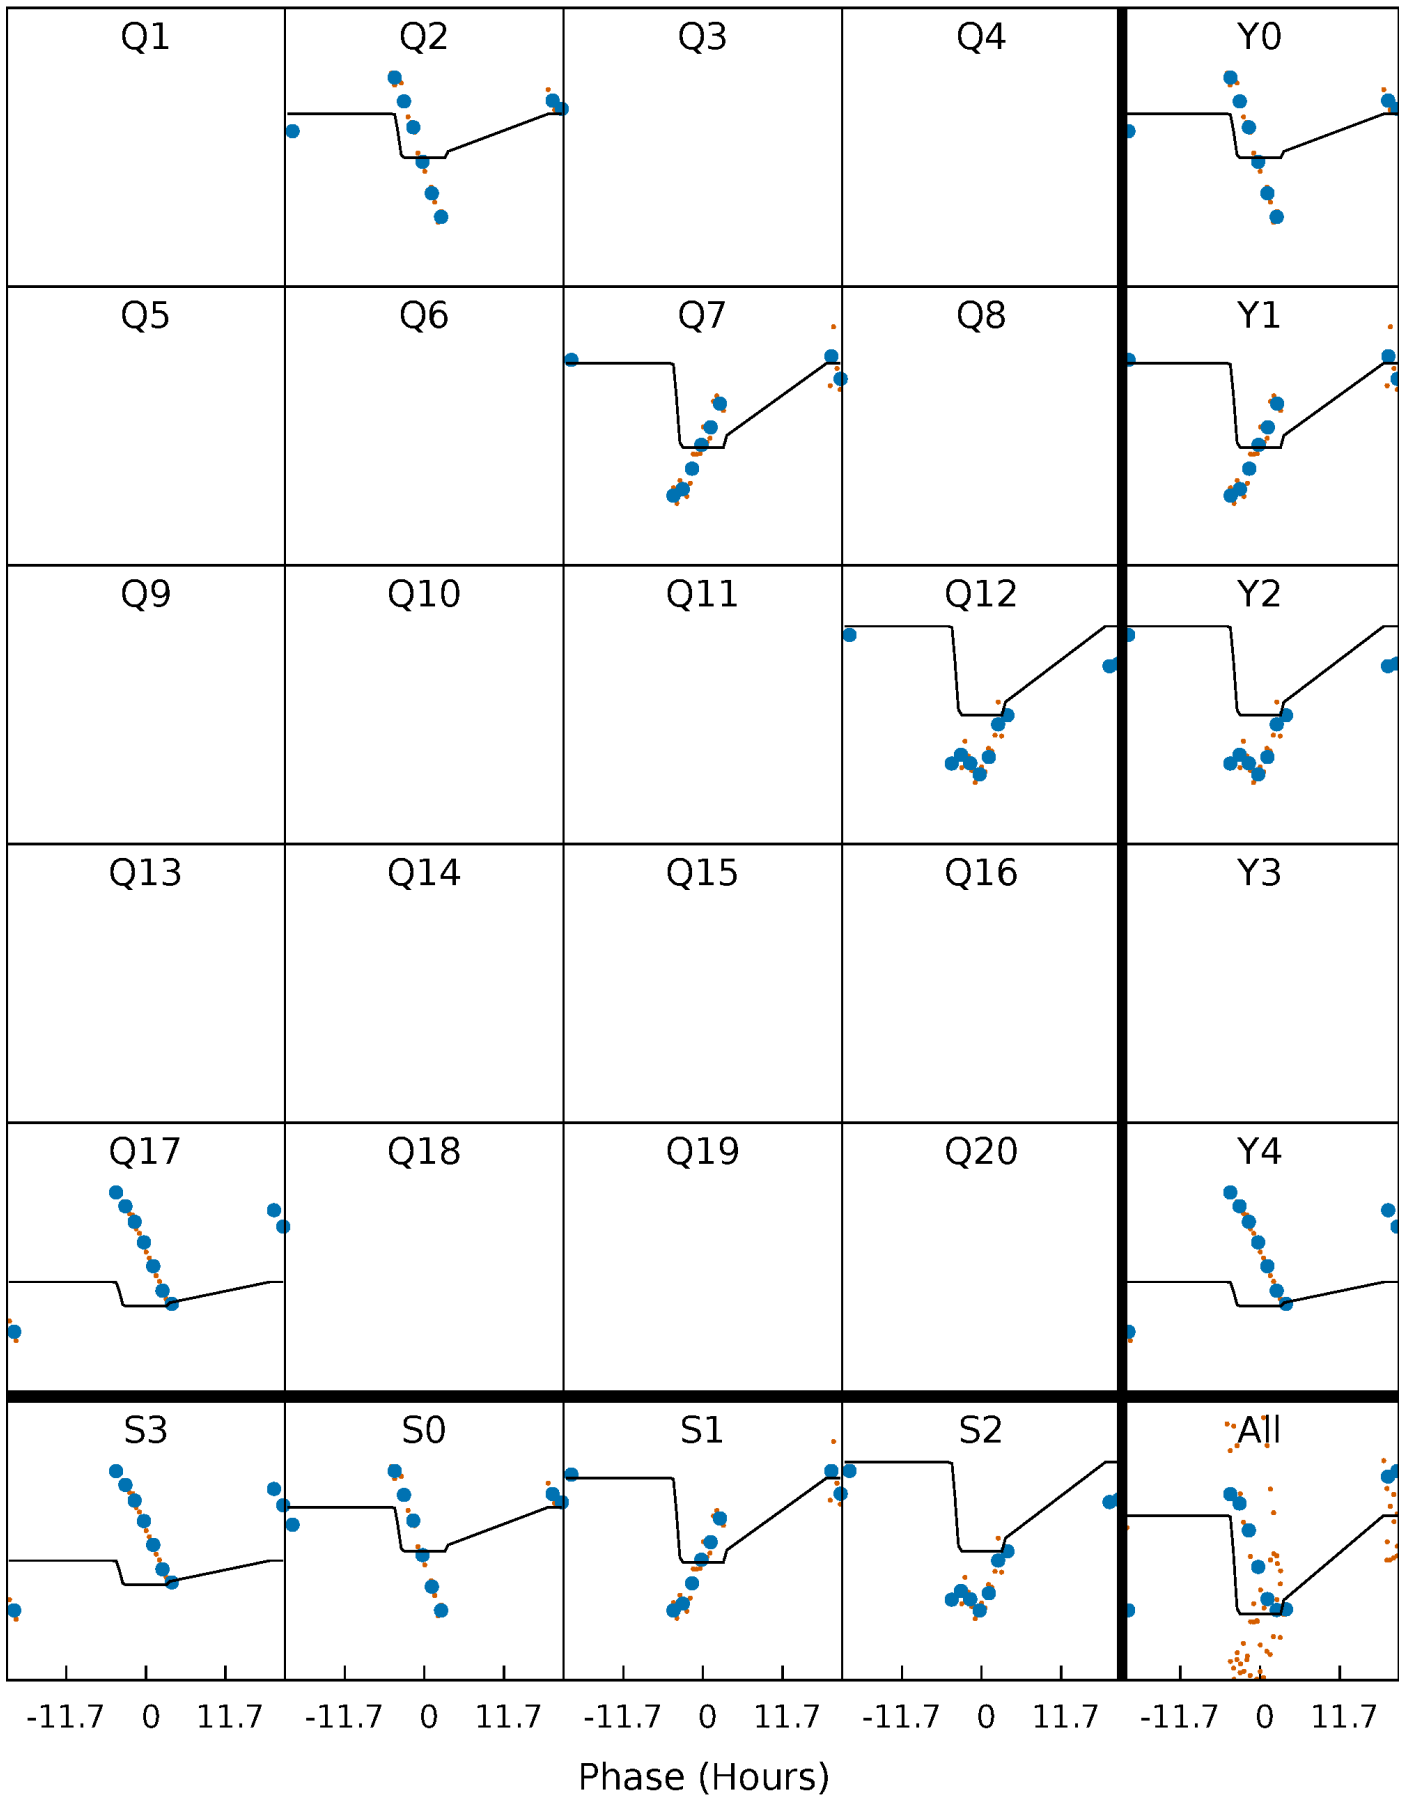 Q1 Q2 Q3 Q4 Y0
Q5 Q6 Q7 Q8 Y1
Q9 Q10 Q11 Q12 Y2
Q13 Q14 Q15 Q16 Y3
Q17 Q18 Q19 Q20 Y4
S3 S0 S1 S2 All
-11.7 0 11.7 -11.7 0 11.7 -11.7 0 11.7 -11.7 0 11.7 -11.7 0 11.7
Phase (Hours)